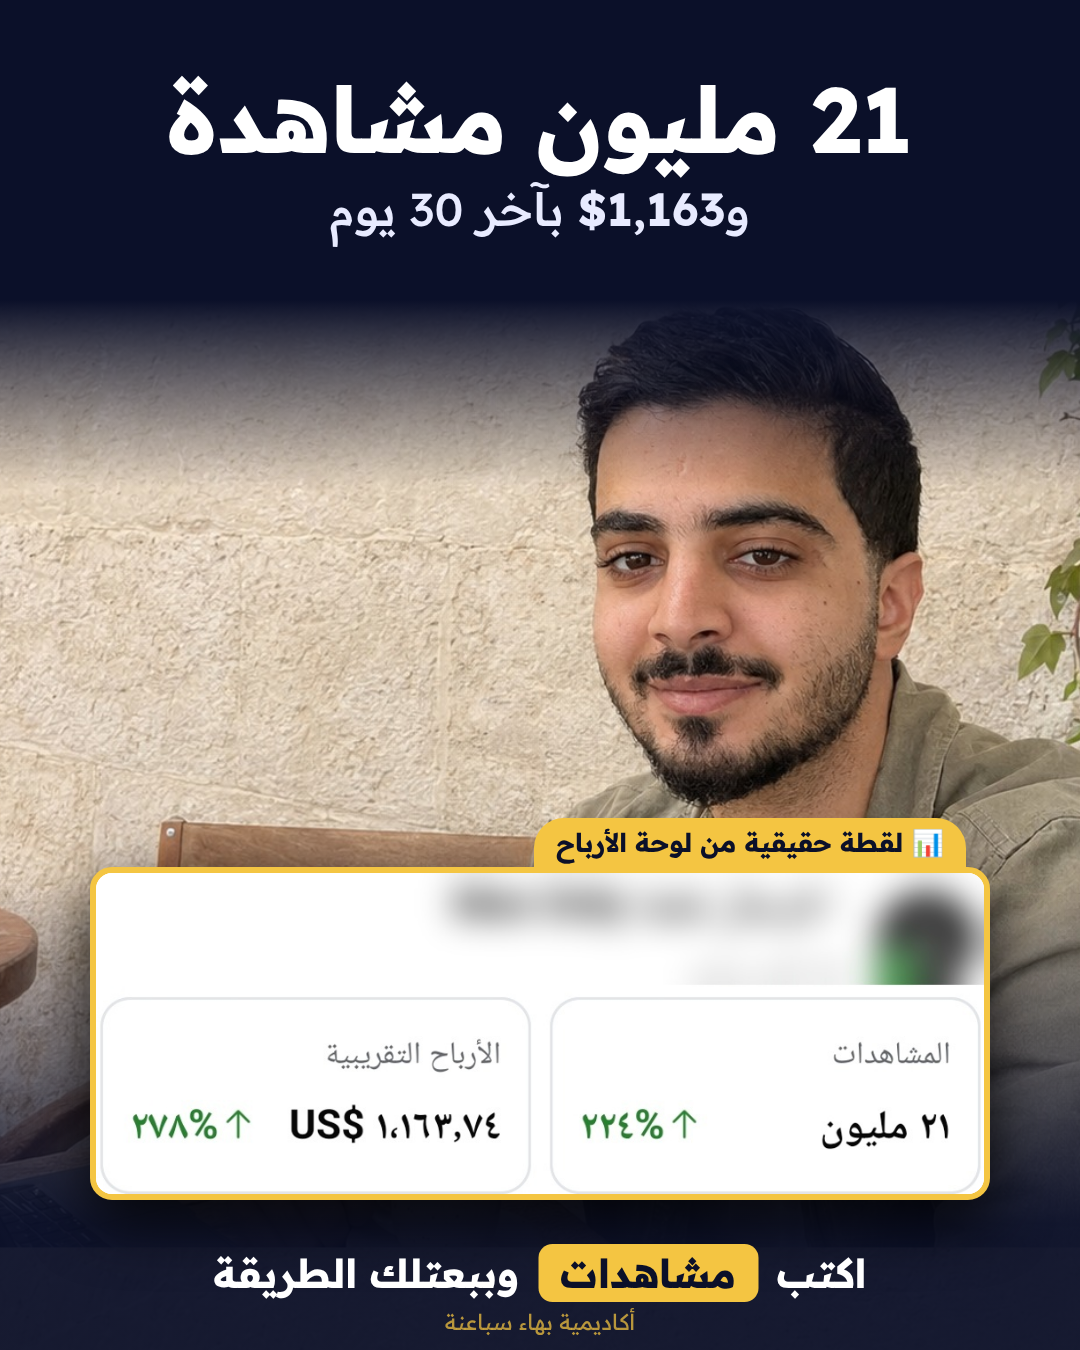 21 مليون مشاهدة
و1,163$ بآخر 30 يوم
📊 لقطة حقيقية من لوحة الأرباح
المشاهدات
٢١ مليون ↑ ٢٢٤%
الأرباح التقريبية
US$ ١،١٦٣,٧٤ ↑ ٢٧٨%
اكتب مشاهدات وببعتلك الطريقة
أكاديمية بهاء سباعنة